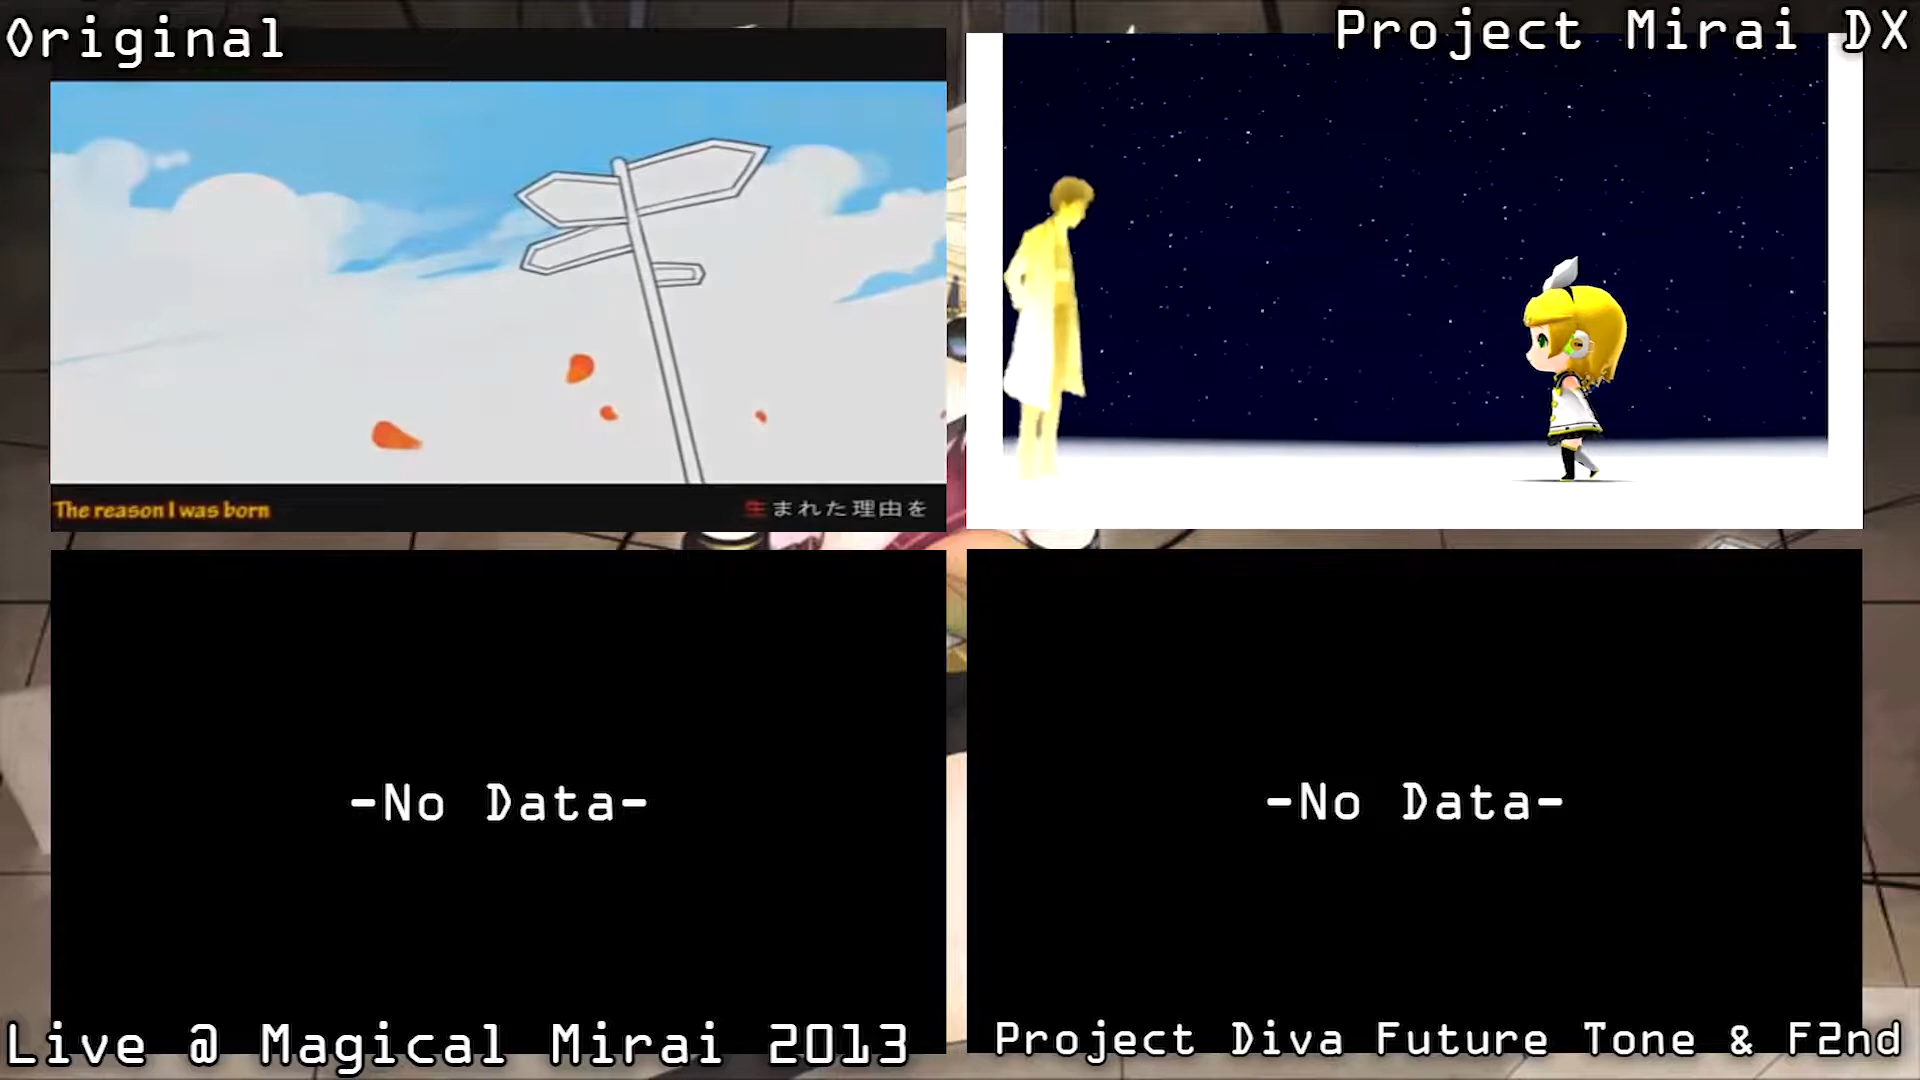 Original
Project Mirai DX
The reason I was born
生まれた理由を
-No Data-
-No Data-
Live @ Magical Mirai 2013
Project Diva Future Tone & F2nd